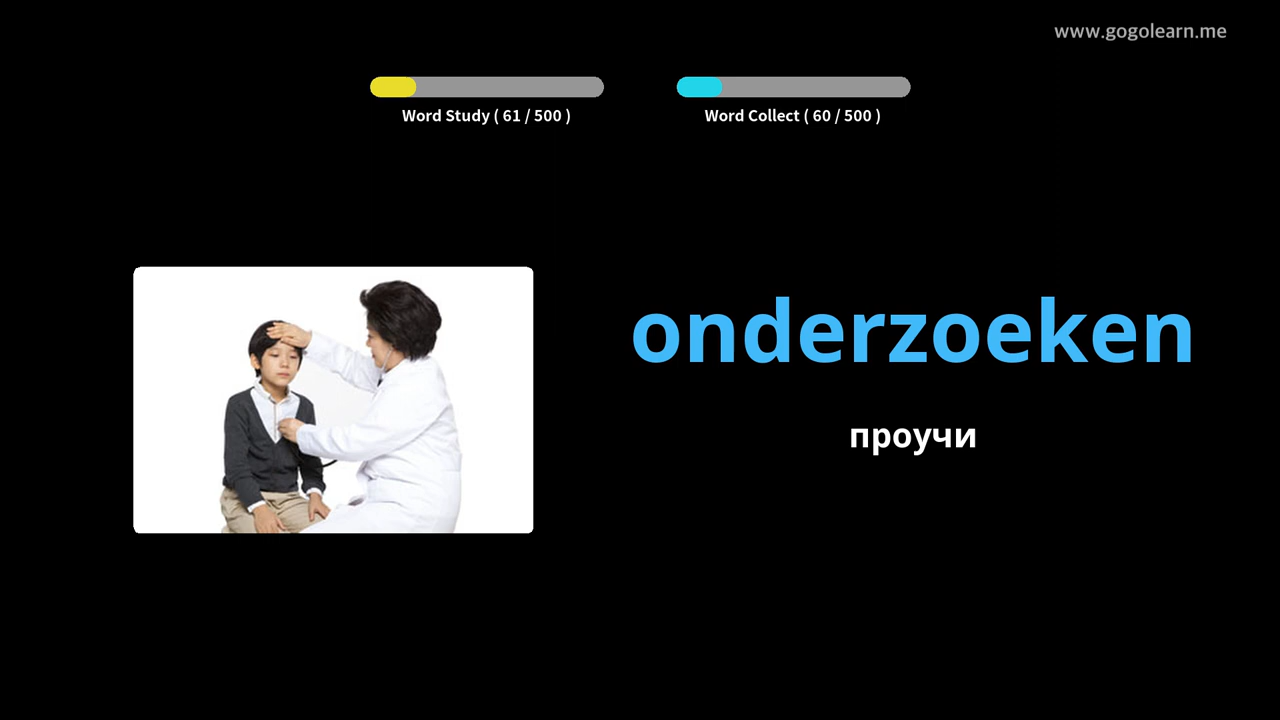 www.gogolearn.me
Word Study ( 61 / 500 )
Word Collect ( 60 / 500 )
onderzoeken
проучи